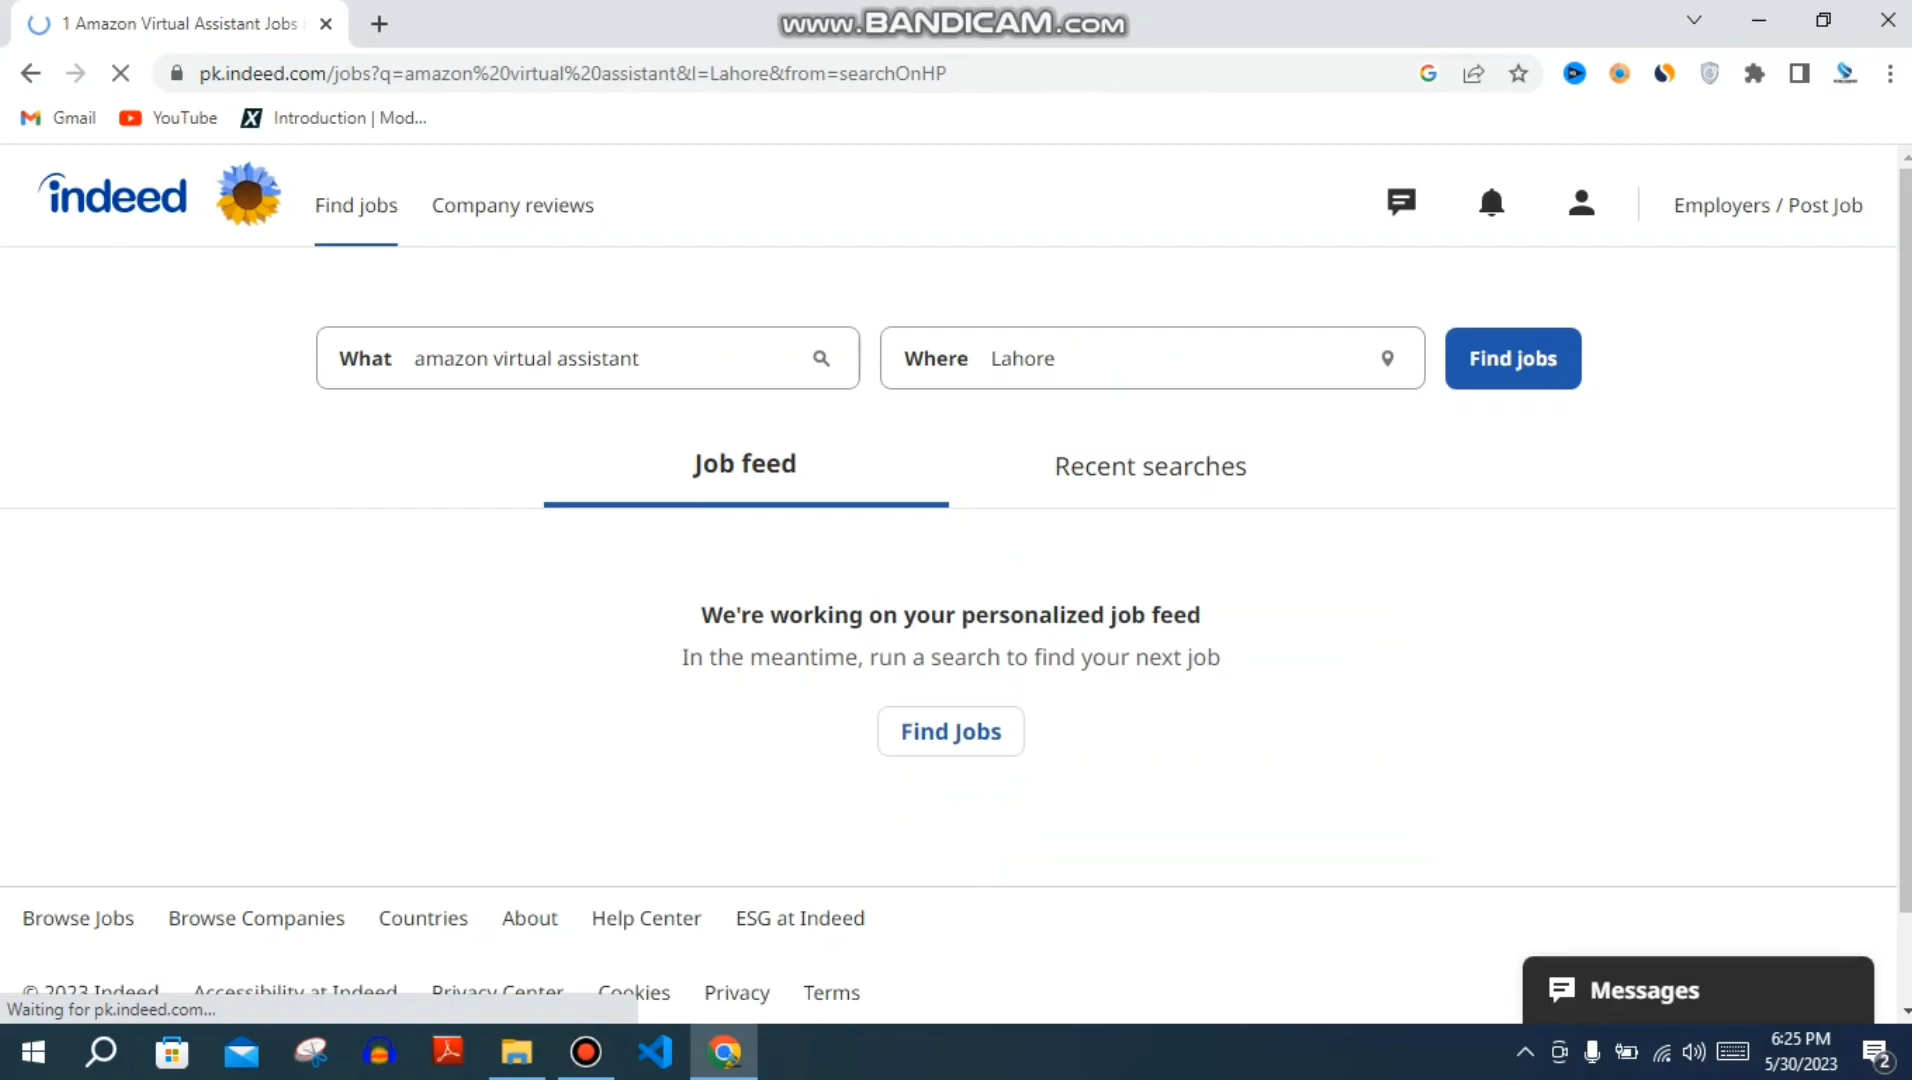 1 Amazon Virtual Assistant Jobs
www.BANDICAM.com
pk.indeed.com/jobs?q=amazon%20virtual%20assistant&l=Lahore&from=searchOnHP
Gmail
YouTube
Introduction | Mod...
indeed
Find jobs
Company reviews
Employers / Post Job
What amazon virtual assistant
Where Lahore
Find jobs
Job feed
Recent searches
We're working on your personalized job feed
In the meantime, run a search to find your next job
Find Jobs
Browse Jobs
Browse Companies
Countries
About
Help Center
ESG at Indeed
© 2023 Indeed
Accessibility at Indeed
Privacy Center
Cookies
Privacy
Terms
Messages
Waiting for pk.indeed.com...
6:25 PM
5/30/2023
2